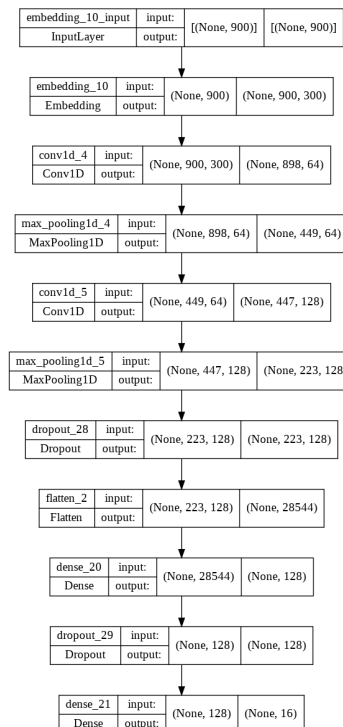 embedding_10_input input: [(None, 900)] [(None, 900)]
InputLayer output:
embedding_10 input: (None, 900) (None, 900, 300)
Embedding output:
conv1d_4 input: (None, 900, 300) (None, 898, 64)
Conv1D output:
max_pooling1d_4 input: (None, 898, 64) (None, 449, 64)
MaxPooling1D output:
conv1d_5 input: (None, 449, 64) (None, 447, 128)
Conv1D output:
max_pooling1d_5 input: (None, 447, 128) (None, 223, 128
MaxPooling1D output:
dropout_28 input: (None, 223, 128) (None, 223, 128)
Dropout output:
flatten_2 input: (None, 223, 128) (None, 28544)
Flatten output:
dense_20 input: (None, 28544) (None, 128)
Dense output:
dropout_29 input: (None, 128) (None, 128)
Dropout output:
dense_21 input: (None, 128) (None, 16)
Dense output: